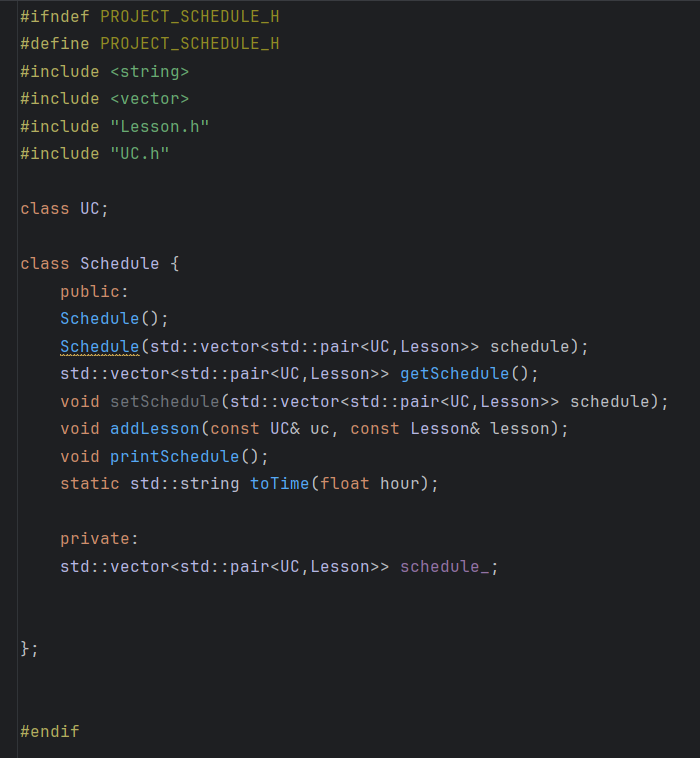 #ifndef PROJECT_SCHEDULE_H
#define PROJECT_SCHEDULE_H
#include <string>
#include <vector>
#include "Lesson.h"
#include "UC.h"
class UC;
class Schedule {
public:
Schedule();
Schedule(std::vector<std::pair<UC,Lesson>> schedule);
std::vector<std::pair<UC,Lesson>> getSchedule();
void setSchedule(std::vector<std::pair<UC,Lesson>> schedule);
void addLesson(const UC& uc, const Lesson& lesson);
void printSchedule();
static std::string toTime(float hour);
private:
std::vector<std::pair<UC,Lesson>> schedule_;
};
#endif